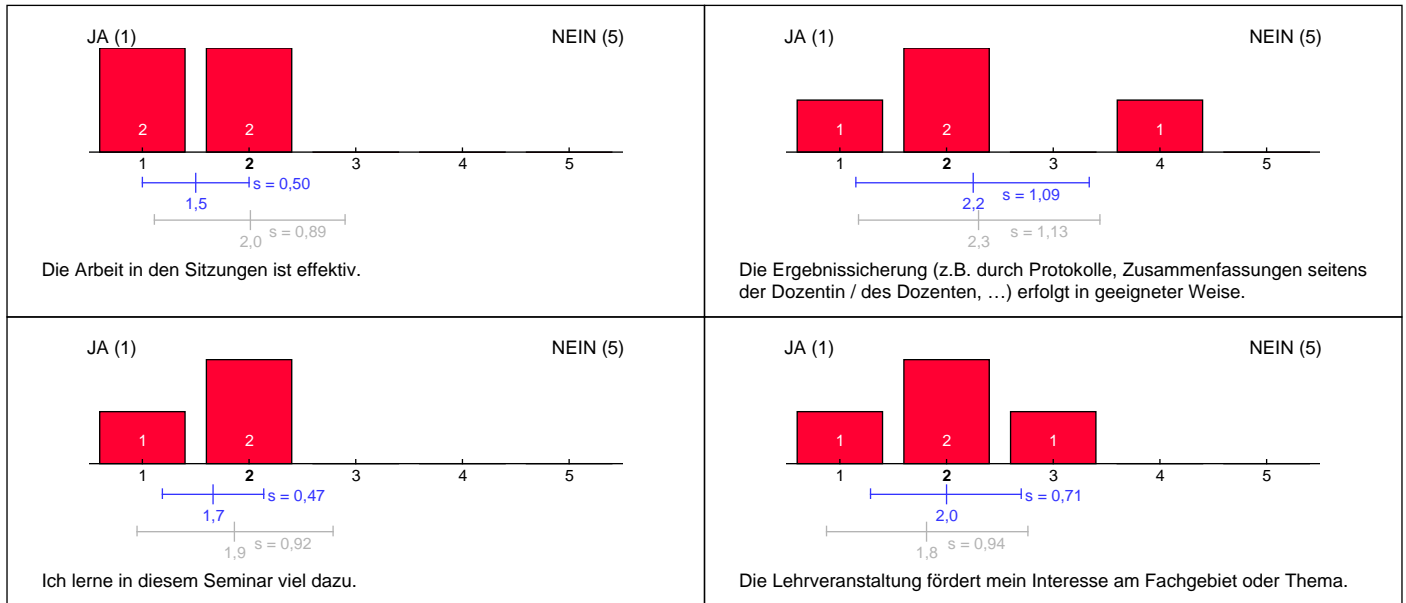 JA (1) NEIN (5)
2 2
1 2 3 4 5
s = 0,50
1,5
s = 0,89
2,0
Die Arbeit in den Sitzungen ist effektiv.
JA (1) NEIN (5)
1 2 1
1 2 3 4 5
s = 1,09
2,2
s = 1,13
2,3
Die Ergebnissicherung (z.B. durch Protokolle, Zusammenfassungen seitens
der Dozentin / des Dozenten, …) erfolgt in geeigneter Weise.
JA (1) NEIN (5)
1 2
1 2 3 4 5
s = 0,47
1,7
s = 0,92
1,9
Ich lerne in diesem Seminar viel dazu.
JA (1) NEIN (5)
1 2 1
1 2 3 4 5
s = 0,71
2,0
s = 0,94
1,8
Die Lehrveranstaltung fördert mein Interesse am Fachgebiet oder Thema.